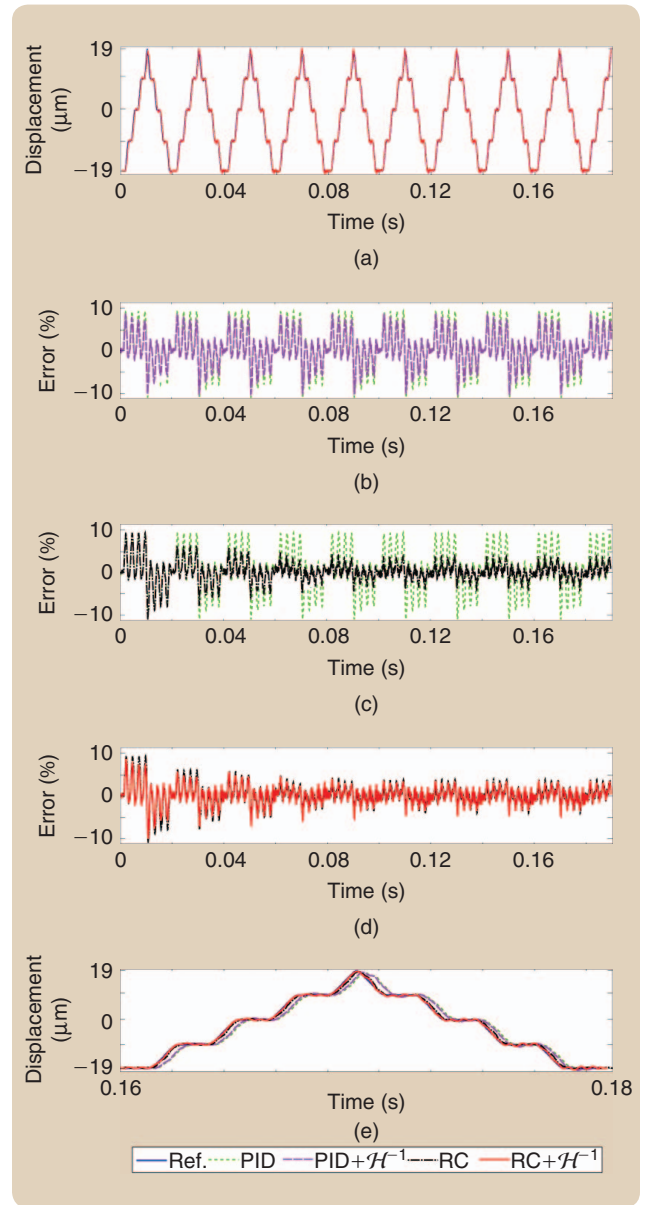 19
Displacement
(μm)
0
−19
0 0.04 0.08 0.12 0.16
Time (s)
(a)
10
Error (%)
0
−10
0 0.04 0.08 0.12 0.16
Time (s)
(b)
10
Error (%)
0
−10
0 0.04 0.08 0.12 0.16
Time (s)
(c)
10
Error (%)
0
−10
0 0.04 0.08 0.12 0.16
Time (s)
(d)
19
Displacement
(μm)
0
−19
0.16 0.18
Time (s)
(e)
Ref. PID PID+ℋ⁻¹ RC RC+ℋ⁻¹